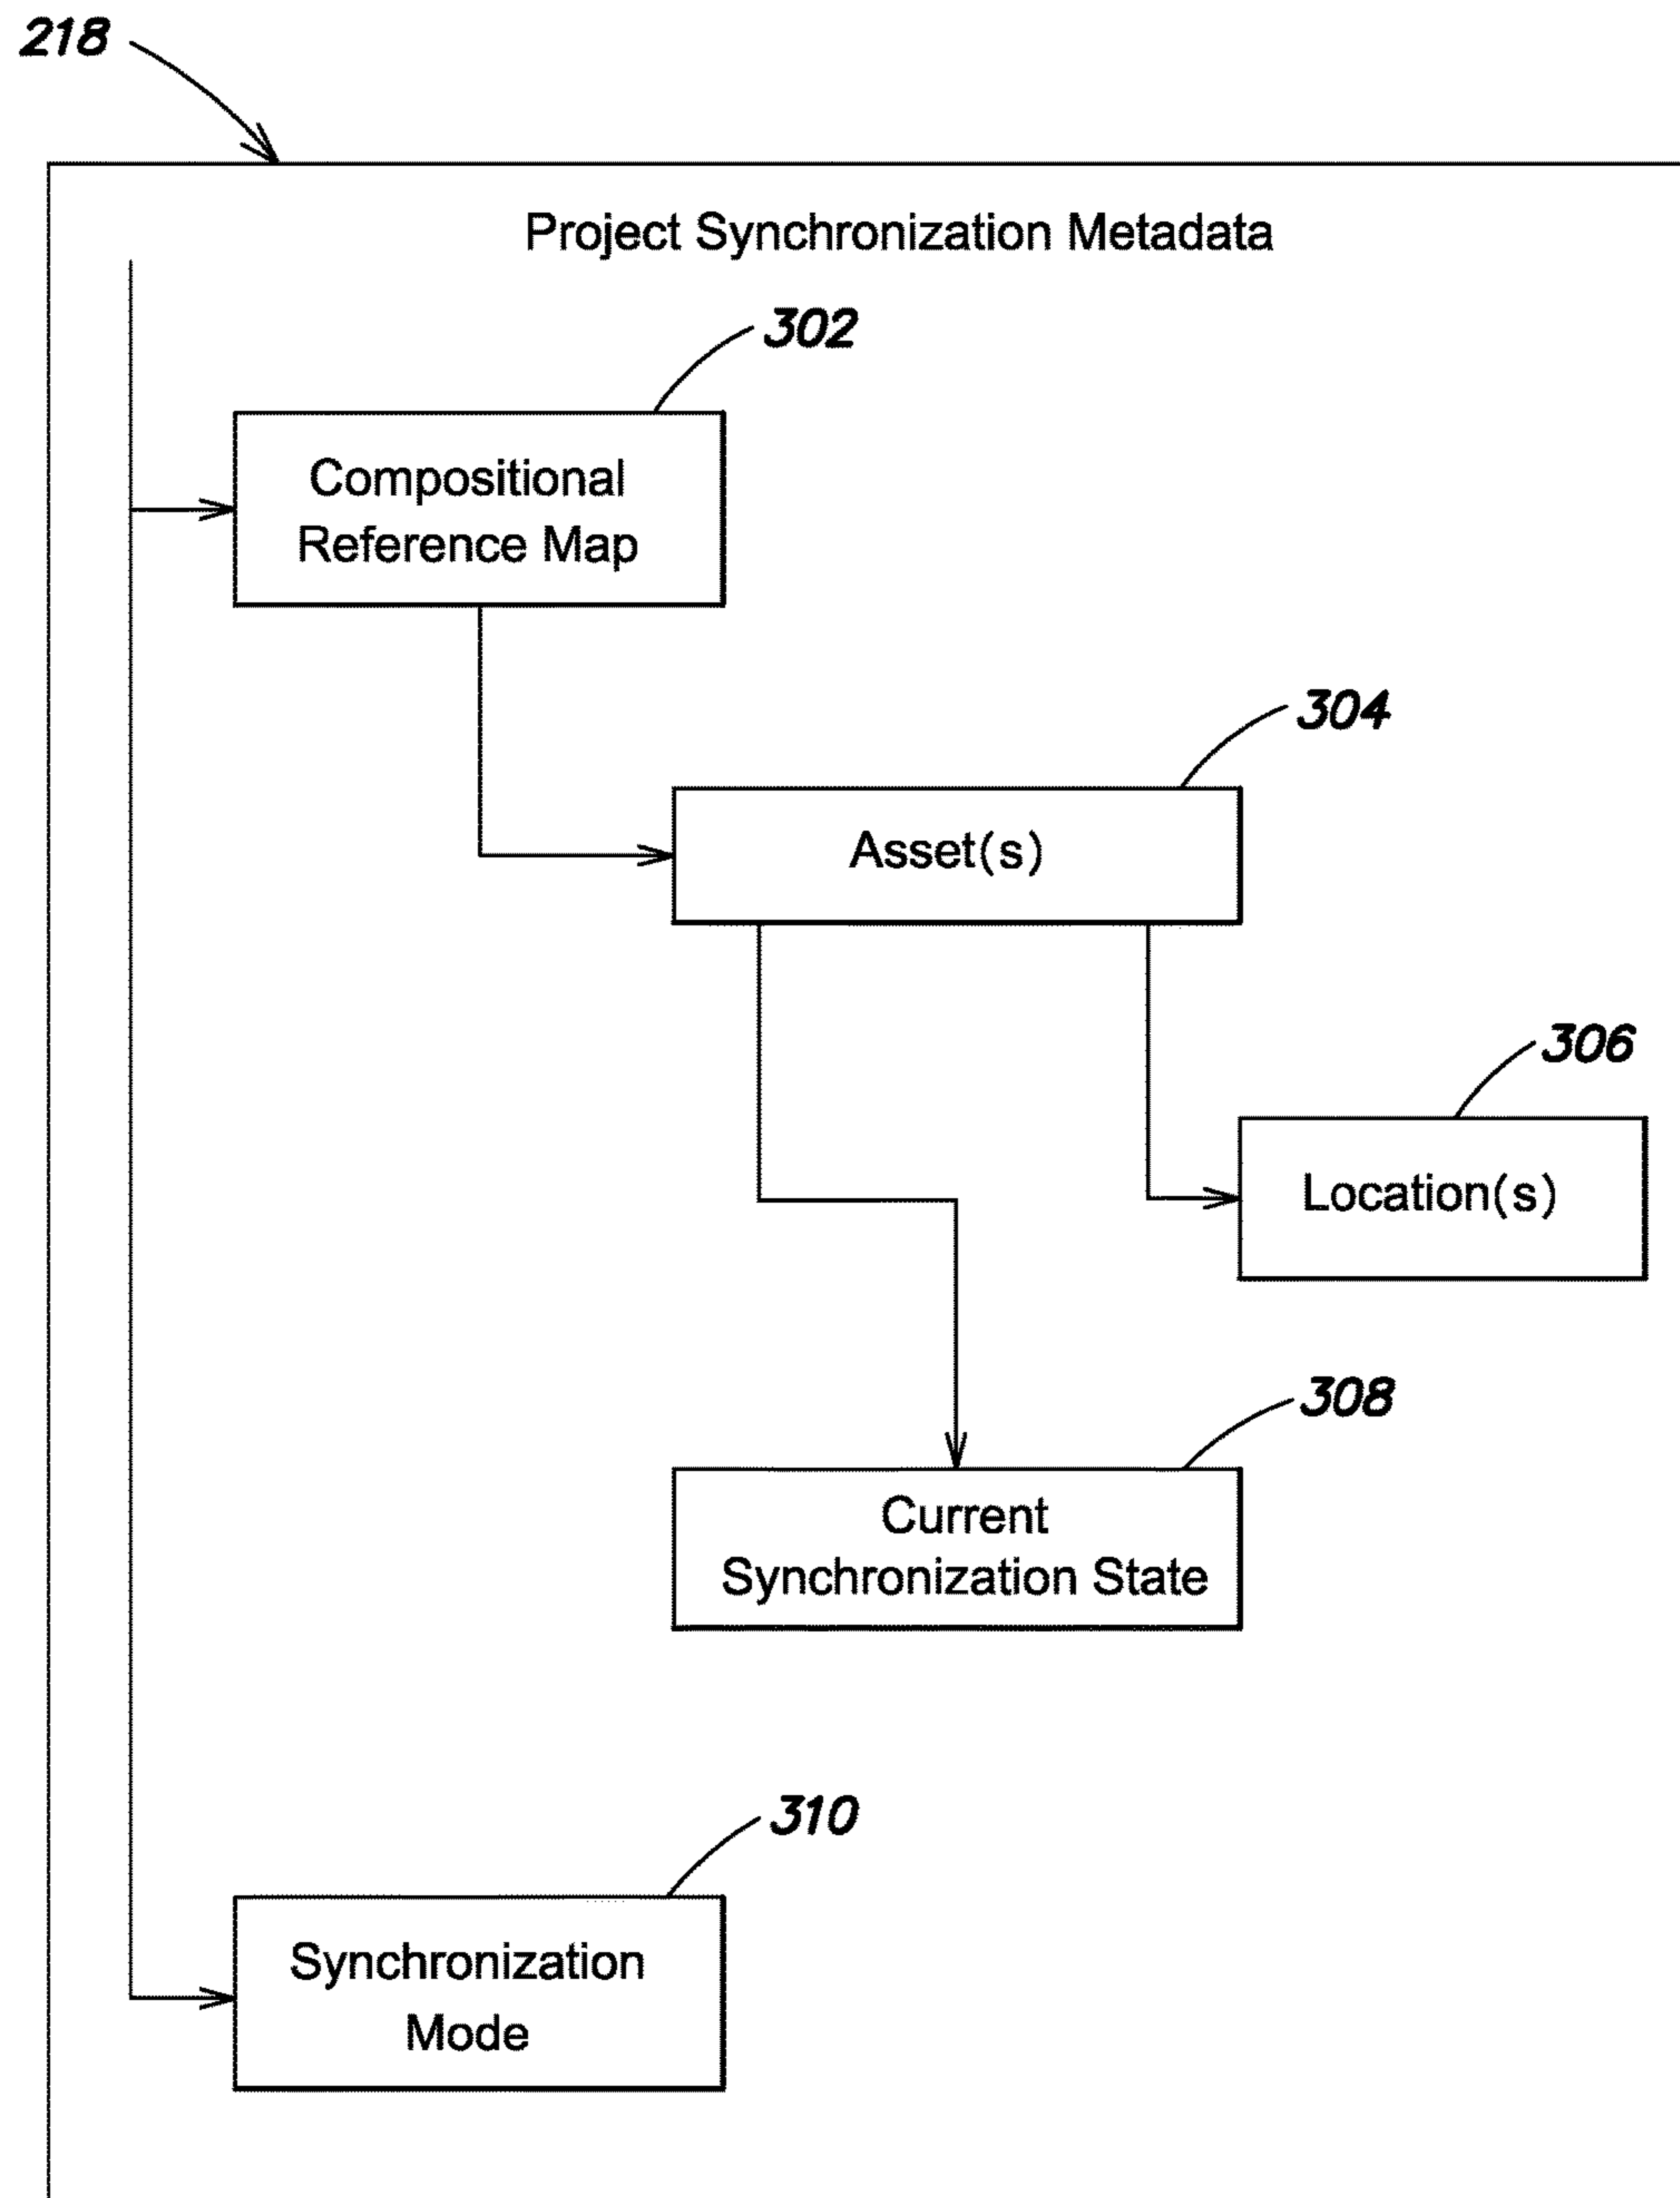 218
Project Synchronization Metadata
302
Compositional
Reference Map
304
Asset(s)
306
Location(s)
308
Current
Synchronization State
310
Synchronization
Mode